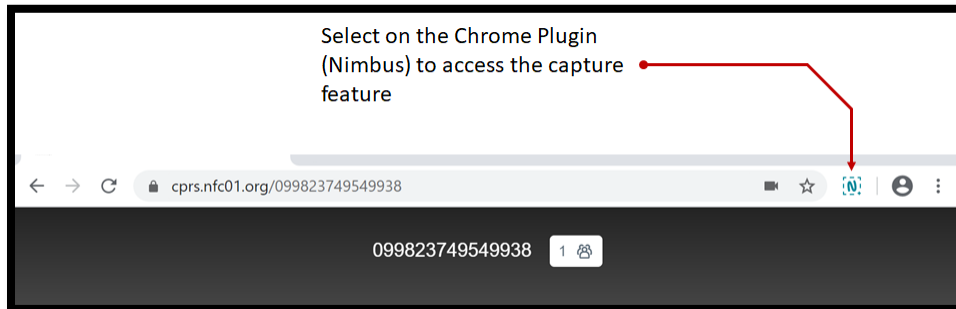 Select on the Chrome Plugin
(Nimbus) to access the capture
feature
cprs.nfc01.org/099823749549938
N
099823749549938 1